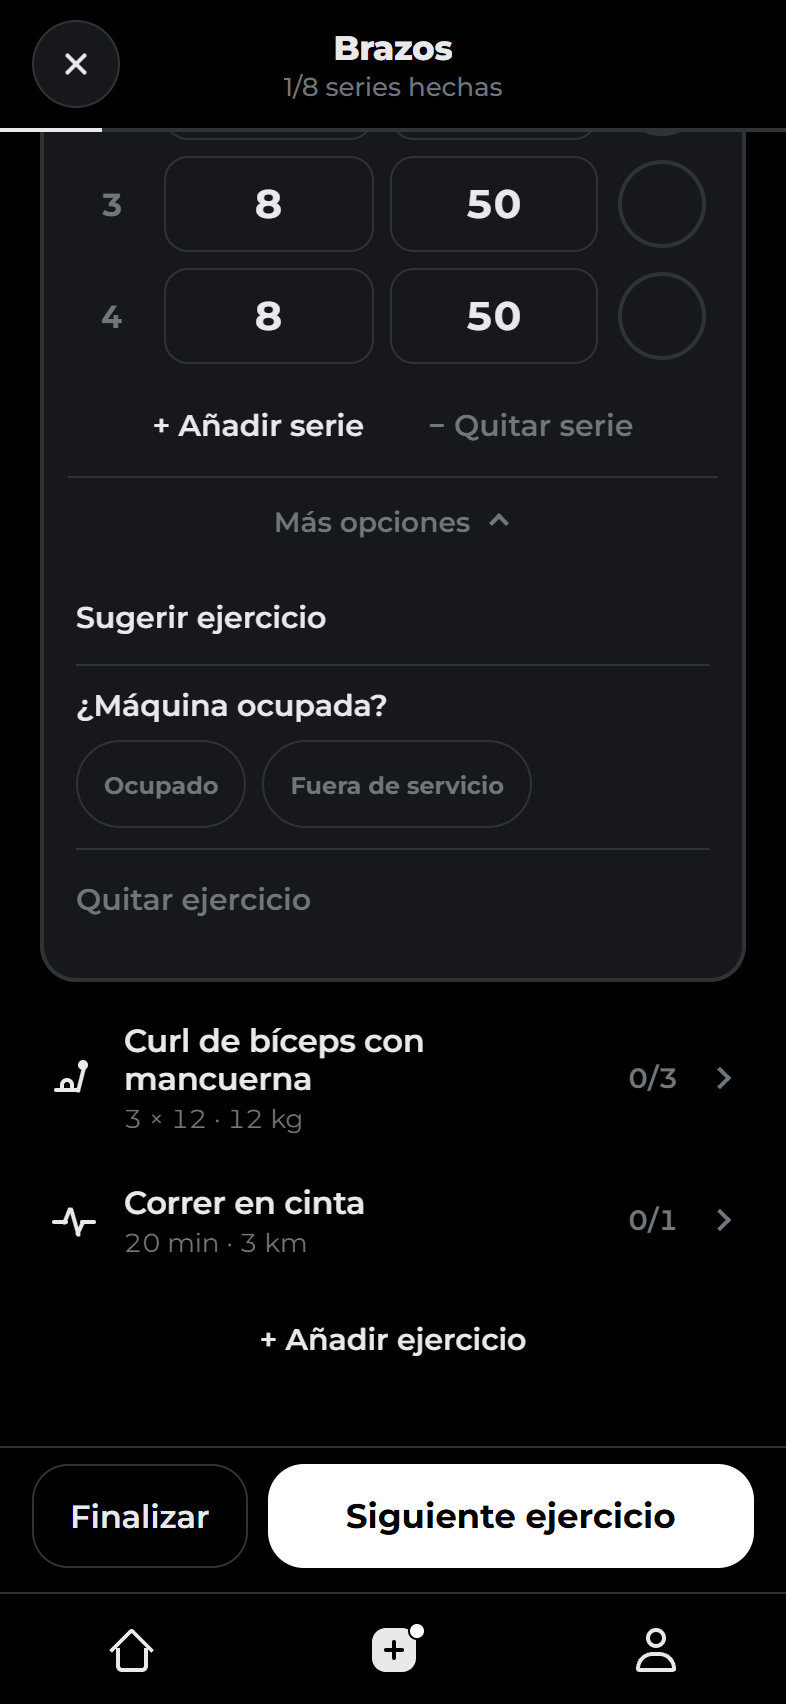 Brazos
1/8 series hechas
3 8 50
4 8 50
+ Añadir serie − Quitar serie
Más opciones
Sugerir ejercicio
¿Máquina ocupada?
Ocupado Fuera de servicio
Quitar ejercicio
Curl de bíceps con
mancuerna
3 × 12 · 12 kg
0/3
Correr en cinta
20 min · 3 km
0/1
+ Añadir ejercicio
Finalizar Siguiente ejercicio